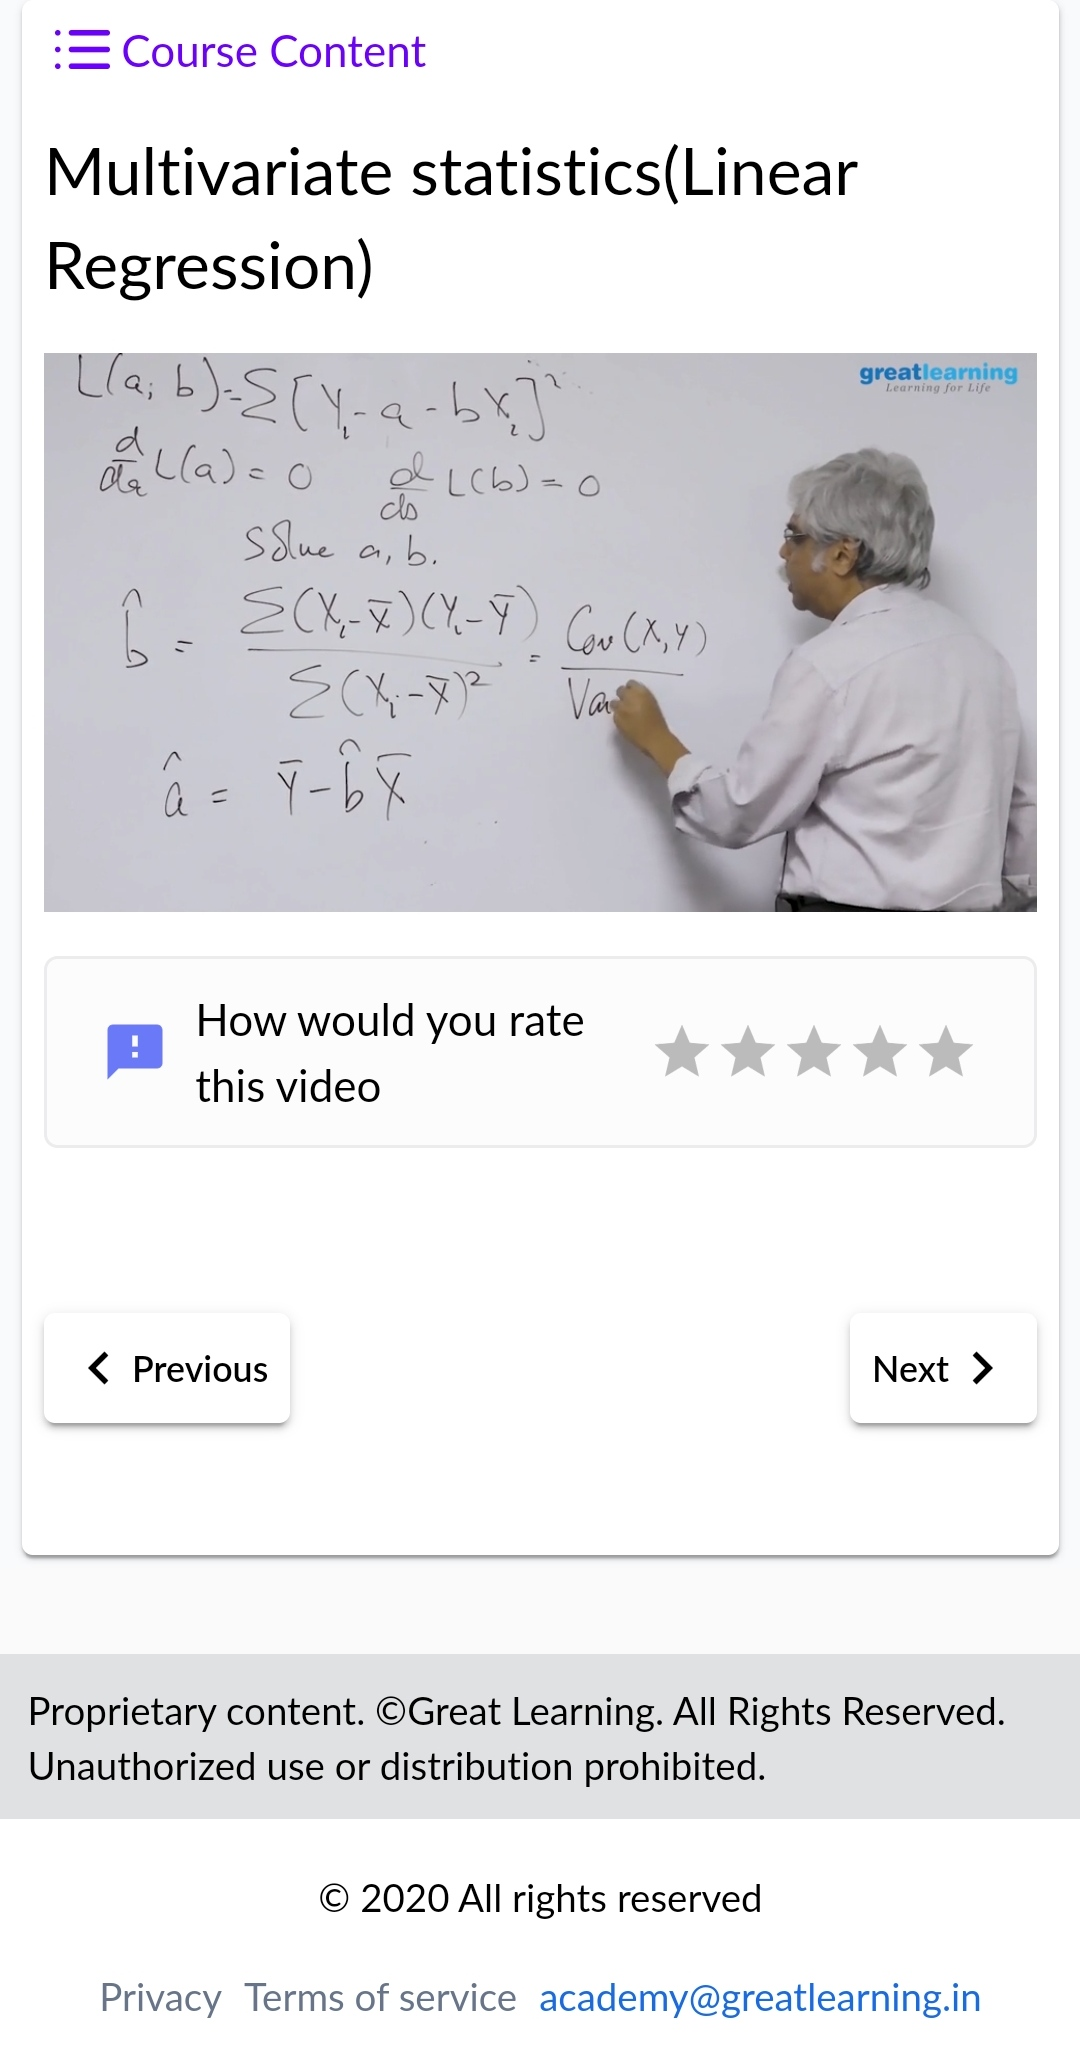 Course Content
Multivariate statistics(Linear
Regression)
L(a, b) = Σ[Yᵢ - a - bXᵢ]²
greatlearning
Learning for Life
d/da L(a) = 0 d/db L(b) = 0
Solve a, b.
b̂ = Σ(Xᵢ - X̄)(Yᵢ - Ȳ) / Σ(Xᵢ - X̄)² = Cov(X,Y) / Va
â = Ȳ - b̂X̄
How would you rate
this video
Previous
Next
Proprietary content. ©Great Learning. All Rights Reserved.
Unauthorized use or distribution prohibited.
© 2020 All rights reserved
Privacy Terms of service academy@greatlearning.in